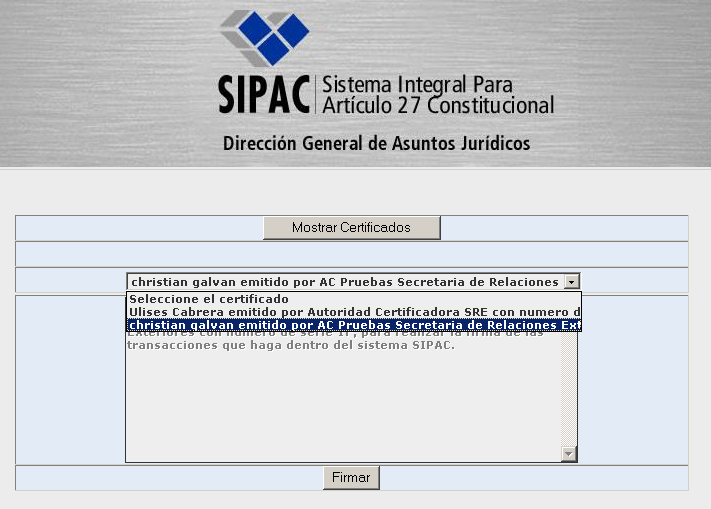 SIPAC
Sistema Integral Para
Artículo 27 Constitucional
Dirección General de Asuntos Jurídicos
Mostrar Certificados
christian galvan emitido por AC Pruebas Secretaria de Relaciones
Seleccione el certificado
Ulises Cabrera emitido por Autoridad Certificadora SRE con numero d
christian galvan emitido por AC Pruebas Secretaria de Relaciones Ext
Exteriores con numero de serie 1f, para realizar la firma de las
transacciones que haga dentro del sistema SIPAC.
Firmar